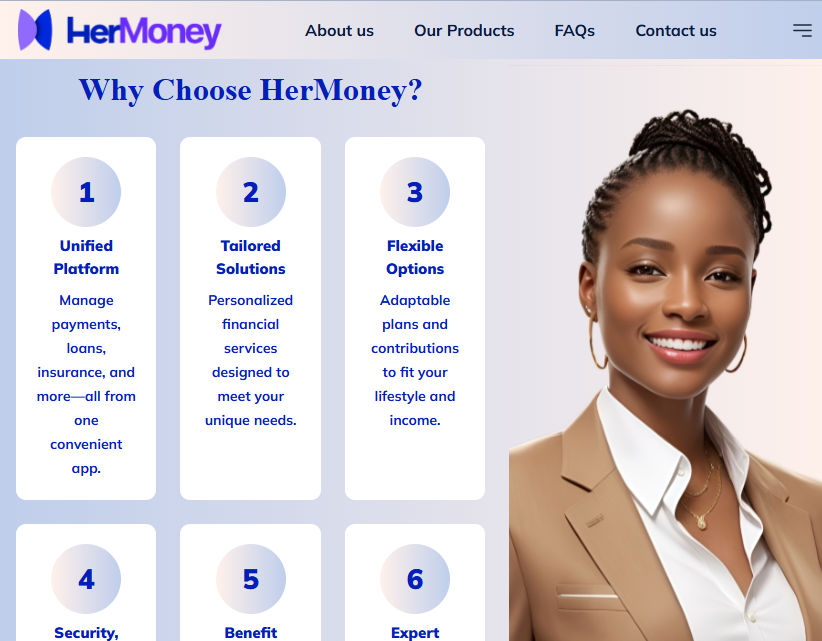 HerMoney
About us
Our Products
FAQs
Contact us
Why Choose HerMoney?
1
Unified
Platform
Manage
payments,
loans,
insurance, and
more—all from
one
convenient
app.
2
Tailored
Solutions
Personalized
financial
services
designed to
meet your
unique needs.
3
Flexible
Options
Adaptable
plans and
contributions
to fit your
lifestyle and
income.
4
Security,
5
Benefit
6
Expert